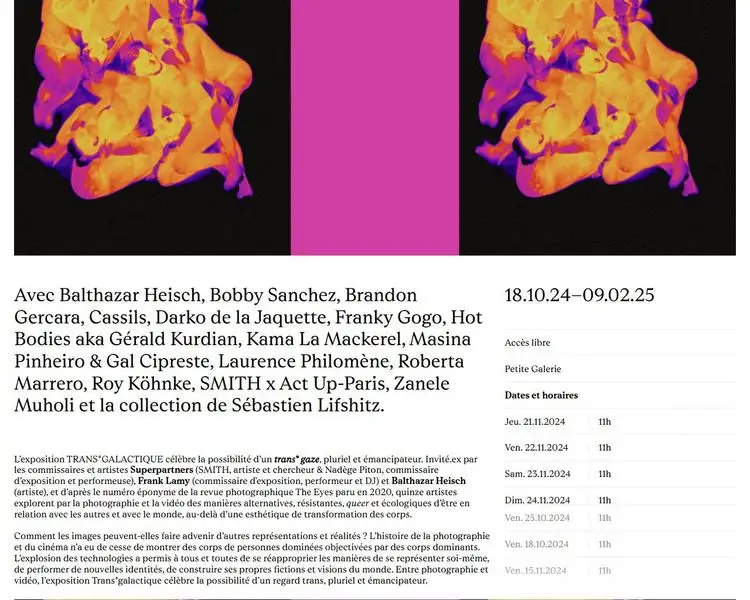 Avec Balthazar Heisch, Bobby Sanchez, Brandon
Gercara, Cassils, Darko de la Jaquette, Franky Gogo, Hot
Bodies aka Gérald Kurdian, Kama La Mackerel, Masina
Pinheiro & Gal Cipreste, Laurence Philomène, Roberta
Marrero, Roy Köhnke, SMITH x Act Up-Paris, Zanele
Muholi et la collection de Sébastien Lifshitz.
L'exposition TRANS*GALACTIQUE célèbre la possibilité d'un trans* gaze, pluriel et émancipateur. Invité.ex par
les commissaires et artistes Superpartners (SMITH, artiste et chercheur & Nadège Piton, commissaire
d'exposition et performeuse), Frank Lamy (commissaire d'exposition, performeur et DJ) et Balthazar Heisch
(artiste), et d'après le numéro éponyme de la revue photographique The Eyes paru en 2020, quinze artistes
explorent par la photographie et la vidéo des manières alternatives, résistantes, queer et écologiques d'être en
relation avec les autres et avec le monde, au-delà d'une esthétique de transformation des corps.
Comment les images peuvent-elles faire advenir d'autres représentations et réalités ? L'histoire de la photographie
et du cinéma n'a eu de cesse de montrer des corps de personnes dominées objectivées par des corps dominants.
L'explosion des technologies a permis à tous et toutes de se réapproprier les manières de se représenter soi-même,
de performer de nouvelles identités, de construire ses propres fictions et visions du monde. Entre photographie et
vidéo, l'exposition Trans*galactique célèbre la possibilité d'un regard trans, pluriel et émancipateur.
18.10.24–09.02.25
Accès libre
Petite Galerie
Dates et horaires
Jeu. 21.11.2024 11h
Ven. 22.11.2024 11h
Sam. 23.11.2024 11h
Dim. 24.11.2024 11h
Ven. 25.10.2024 11h
Ven. 18.10.2024 11h
Ven. 15.11.2024 11h